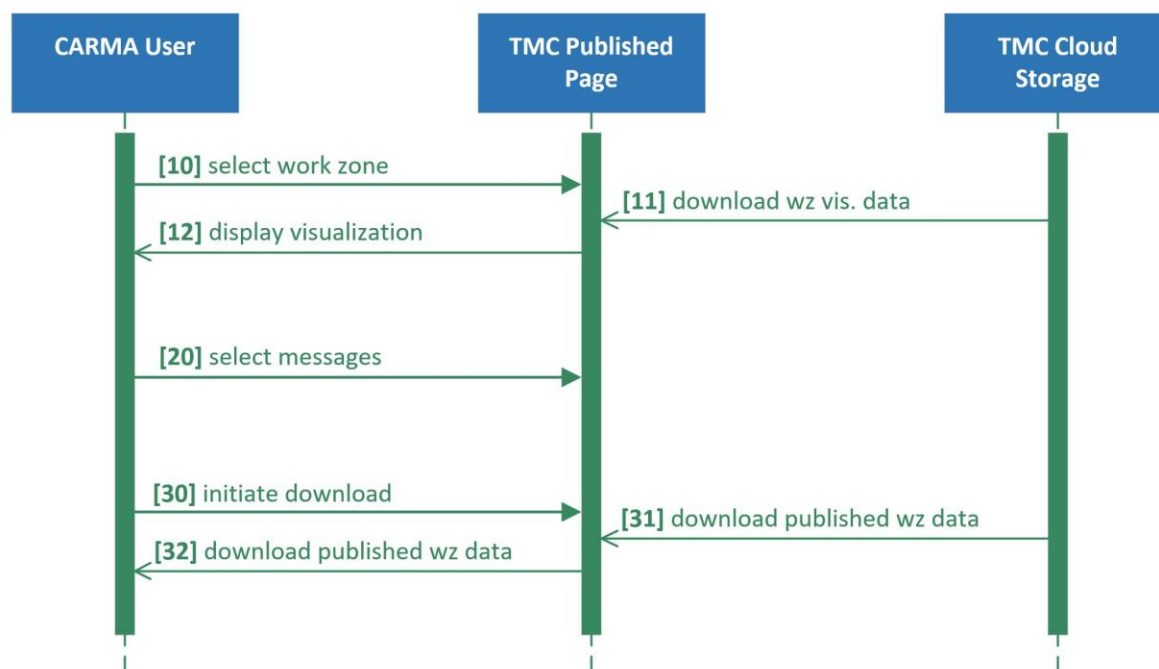 CARMA User
TMC Published
Page
TMC Cloud
Storage
[10] select work zone
[11] download wz vis. data
[12] display visualization
[20] select messages
[30] initiate download
[31] download published wz data
[32] download published wz data